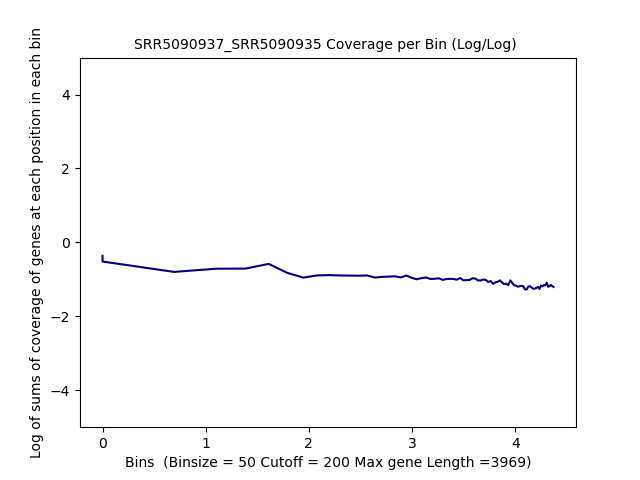 SRR5090937_SRR5090935 Coverage per Bin (Log/Log)
Log of sums of coverage of genes at each position in each bin
4
2
0
−2
−4
0 1 2 3 4
Bins  (Binsize = 50 Cutoff = 200 Max gene Length =3969)